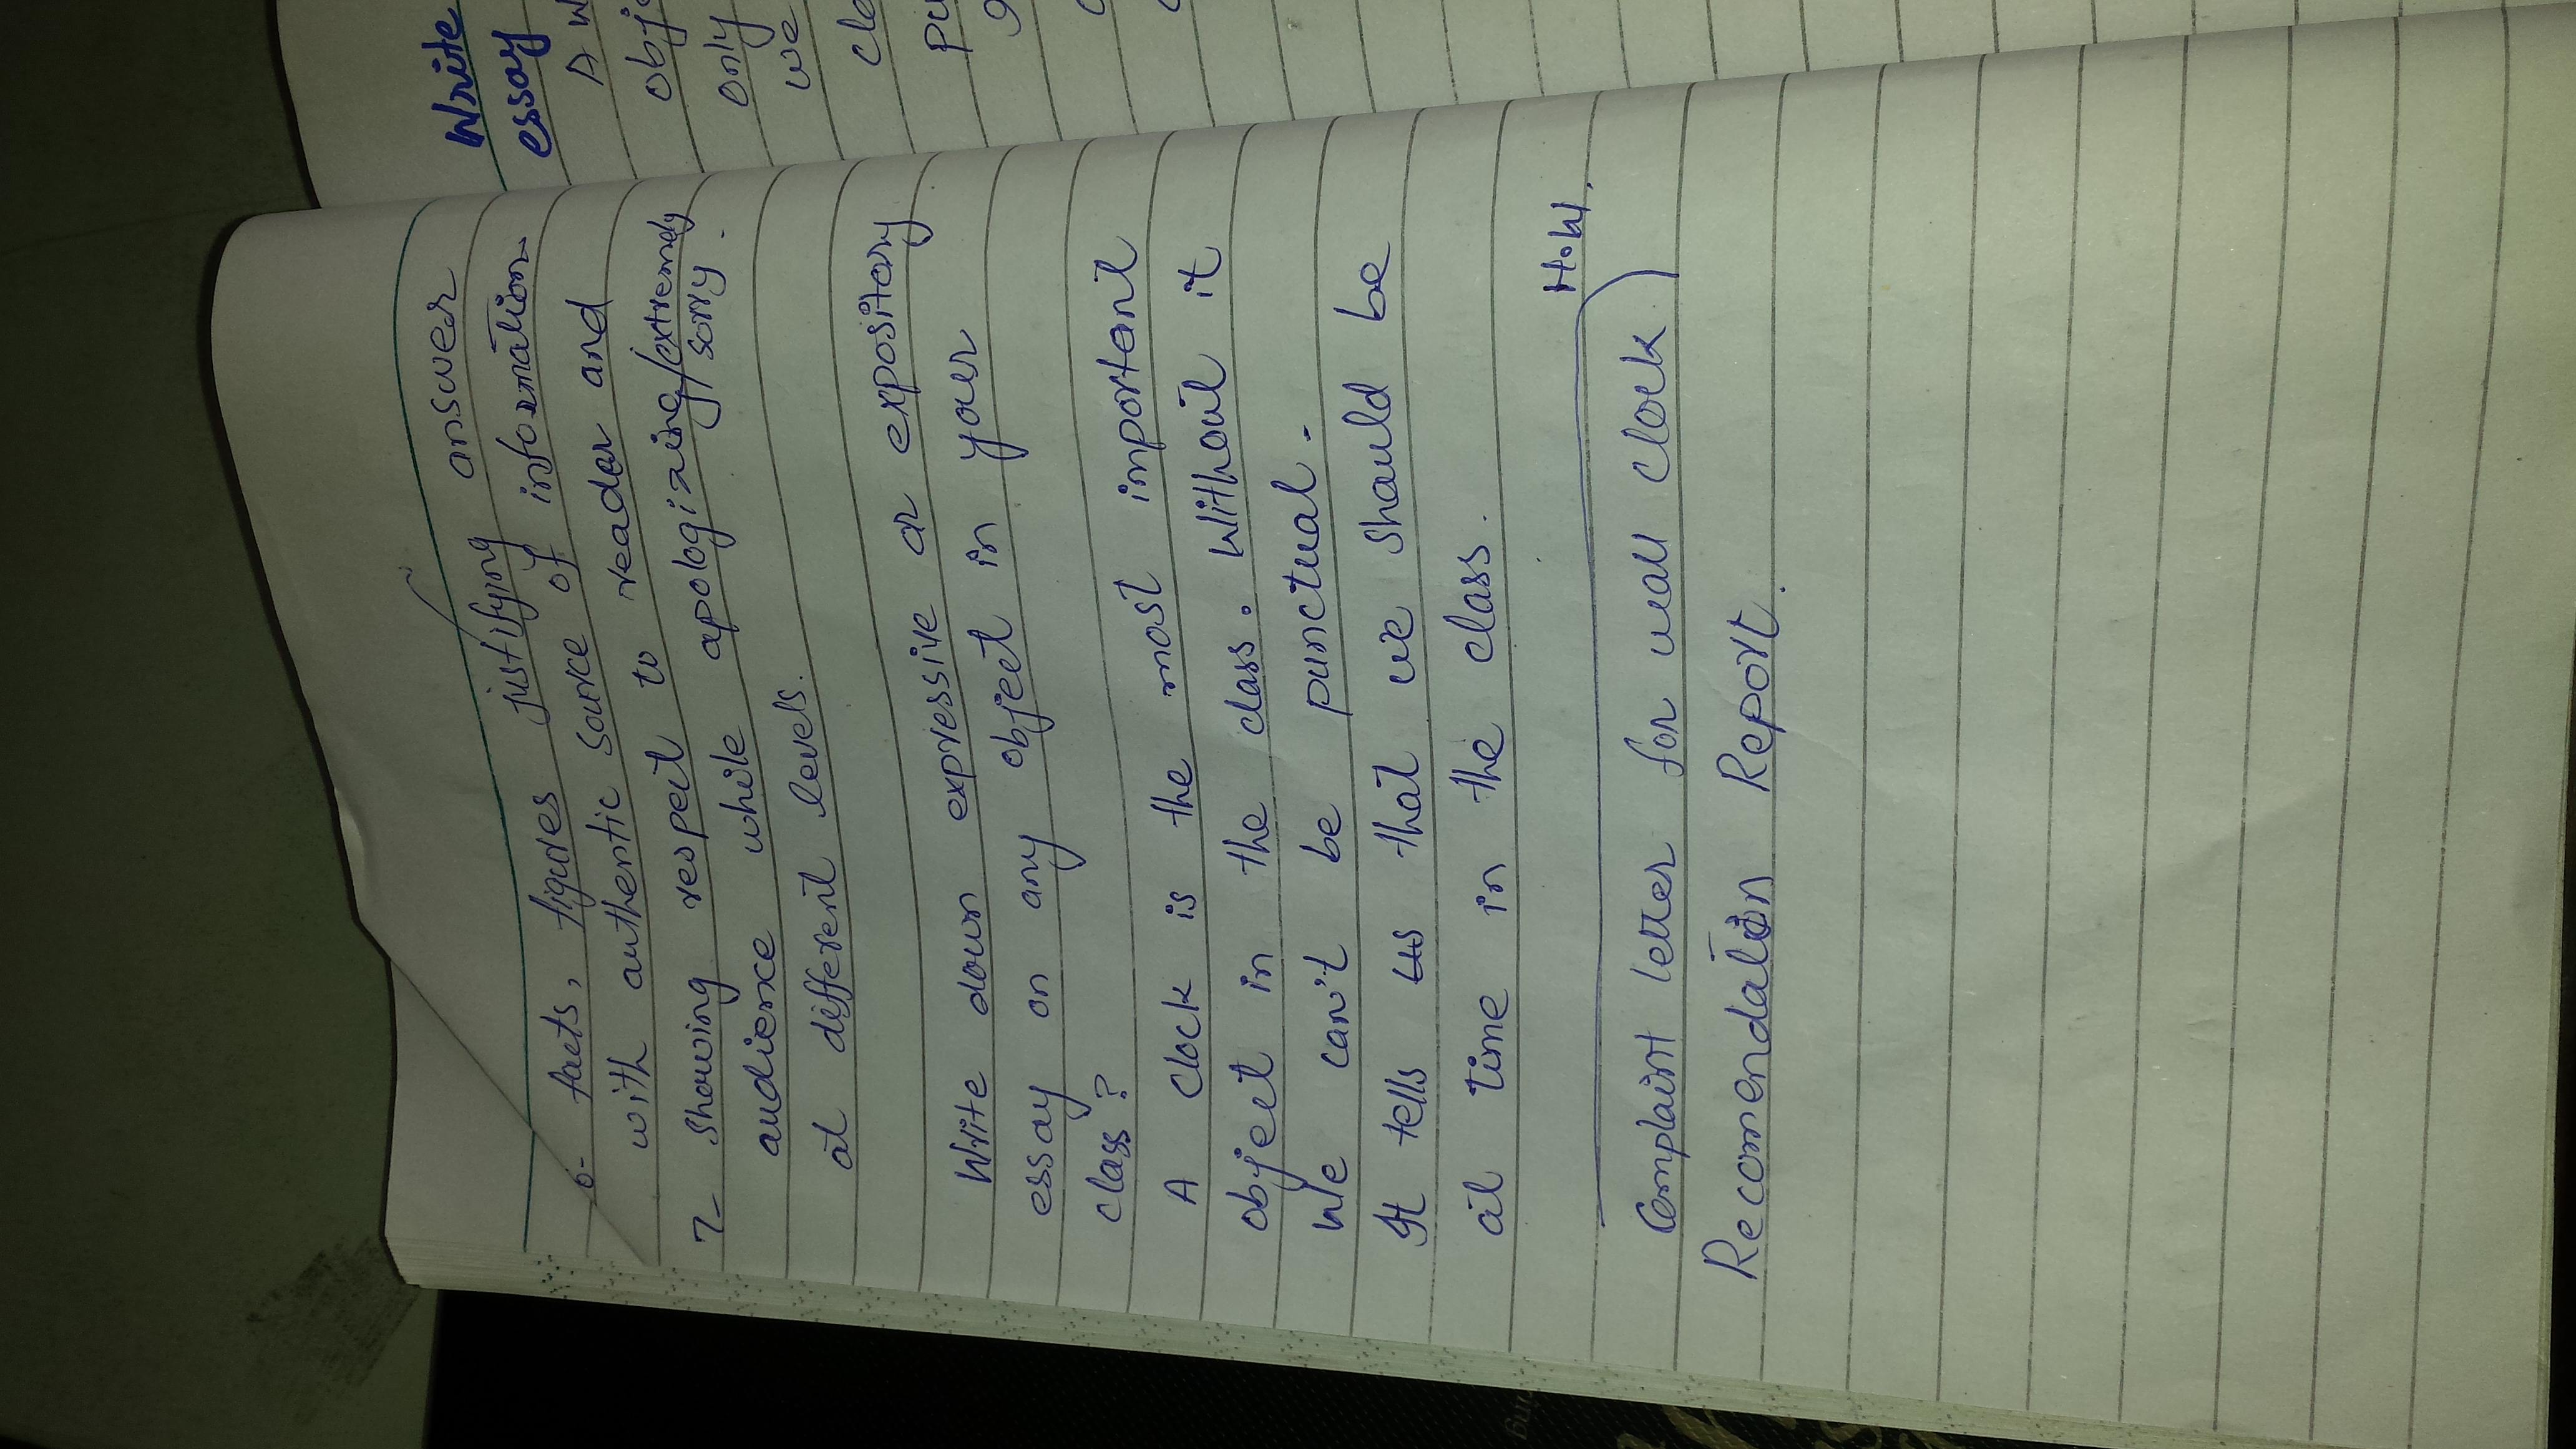 6- facts, figures justifying answer
with authentic source of information
7- Showing respect to reader and
audience while apologizing/extremely
sorry.
at different levels.
Write down expressive or expository
essay on any object in your
class?
A clock is the most important
object in the class. Without it
We can't be punctual.
It tells us that we should be
at time in the class.
H.W.
Complaint letter for wall clock
Recomendation Report.
Write
essay
A
only
we